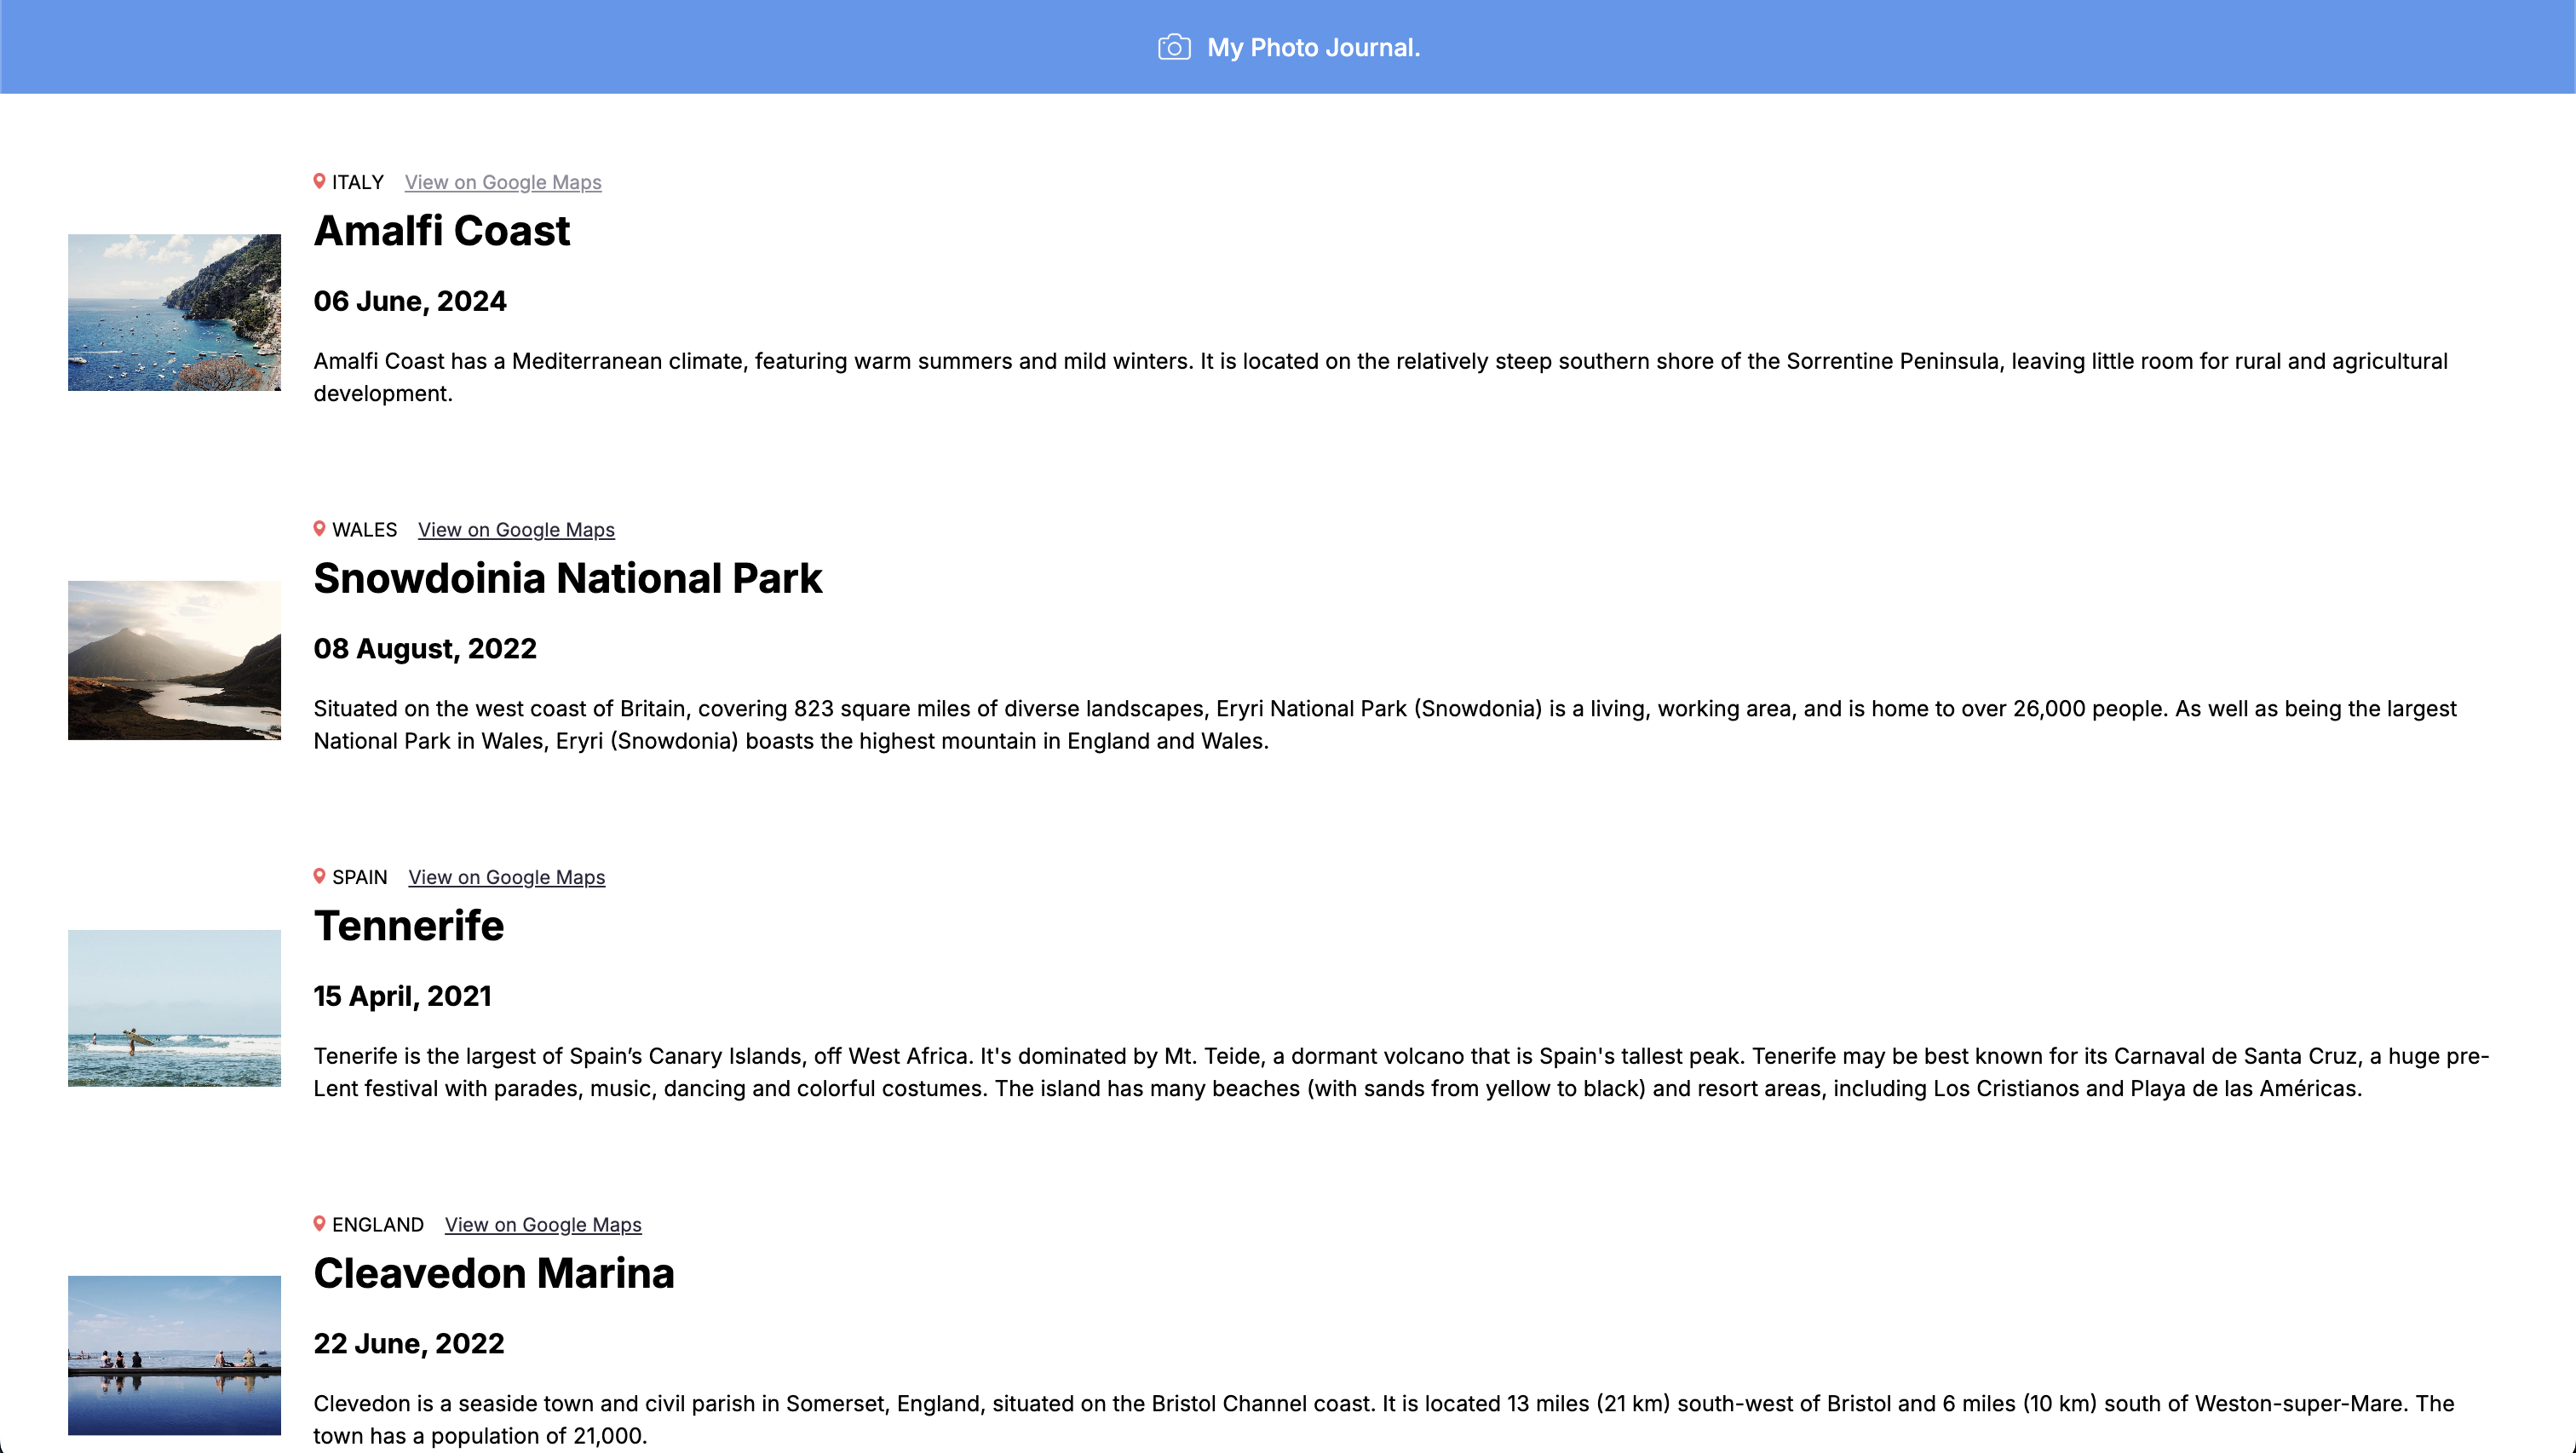 My Photo Journal.
ITALY View on Google Maps
Amalfi Coast
06 June, 2024
Amalfi Coast has a Mediterranean climate, featuring warm summers and mild winters. It is located on the relatively steep southern shore of the Sorrentine Peninsula, leaving little room for rural and agricultural
development.
WALES View on Google Maps
Snowdoinia National Park
08 August, 2022
Situated on the west coast of Britain, covering 823 square miles of diverse landscapes, Eryri National Park (Snowdonia) is a living, working area, and is home to over 26,000 people. As well as being the largest
National Park in Wales, Eryri (Snowdonia) boasts the highest mountain in England and Wales.
SPAIN View on Google Maps
Tennerife
15 April, 2021
Tenerife is the largest of Spain’s Canary Islands, off West Africa. It's dominated by Mt. Teide, a dormant volcano that is Spain's tallest peak. Tenerife may be best known for its Carnaval de Santa Cruz, a huge pre-
Lent festival with parades, music, dancing and colorful costumes. The island has many beaches (with sands from yellow to black) and resort areas, including Los Cristianos and Playa de las Américas.
ENGLAND View on Google Maps
Cleavedon Marina
22 June, 2022
Clevedon is a seaside town and civil parish in Somerset, England, situated on the Bristol Channel coast. It is located 13 miles (21 km) south-west of Bristol and 6 miles (10 km) south of Weston-super-Mare. The
town has a population of 21,000.